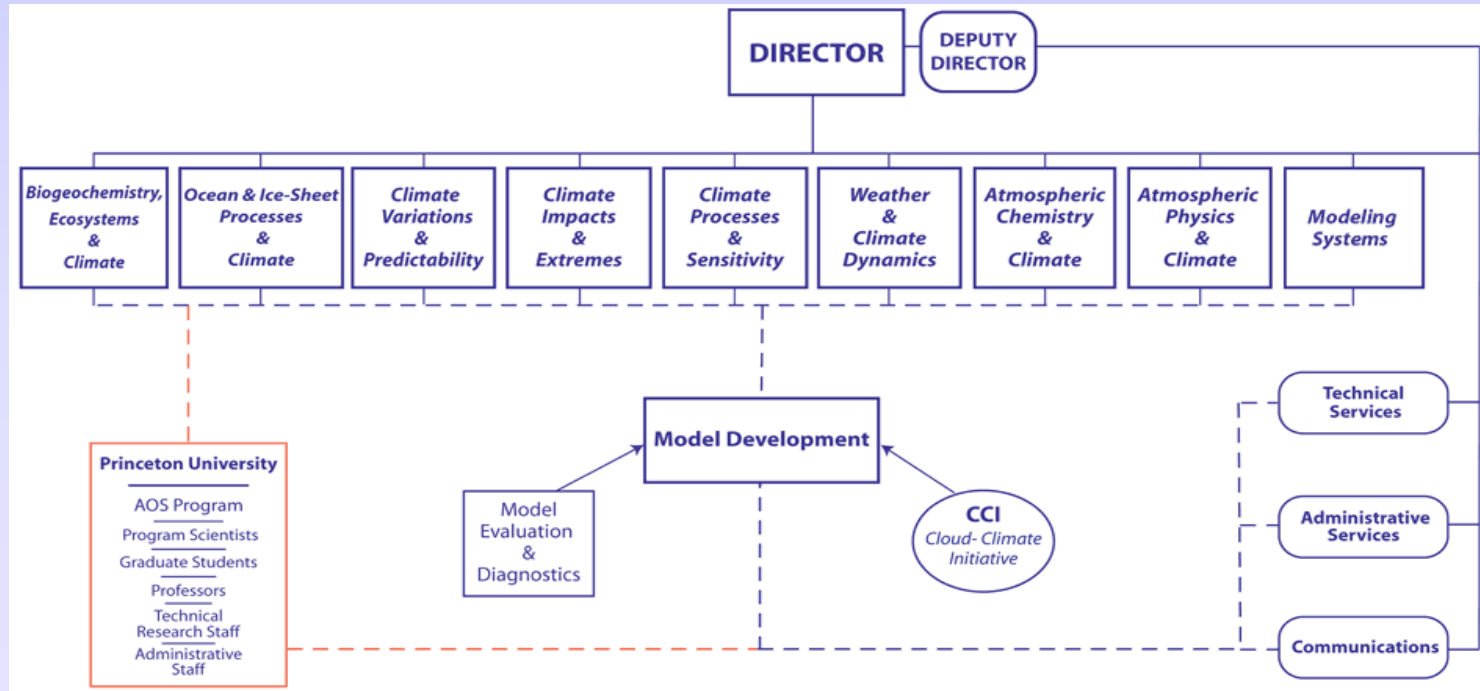 DIRECTOR
DEPUTY
DIRECTOR
Biogeochemistry,
Ecosystems
&
Climate
Ocean & Ice-Sheet
Processes
&
Climate
Climate
Variations
&
Predictability
Climate
Impacts
&
Extremes
Climate
Processes
&
Sensitivity
Weather
&
Climate
Dynamics
Atmospheric
Chemistry
&
Climate
Atmospheric
Physics
&
Climate
Modeling
Systems
Model Development
Technical
Services
Princeton University
AOS Program
Program Scientists
Graduate Students
Professors
Technical
Research Staff
Administrative
Staff
Model
Evaluation
&
Diagnostics
CCI
Cloud- Climate
Initiative
Administrative
Services
Communications